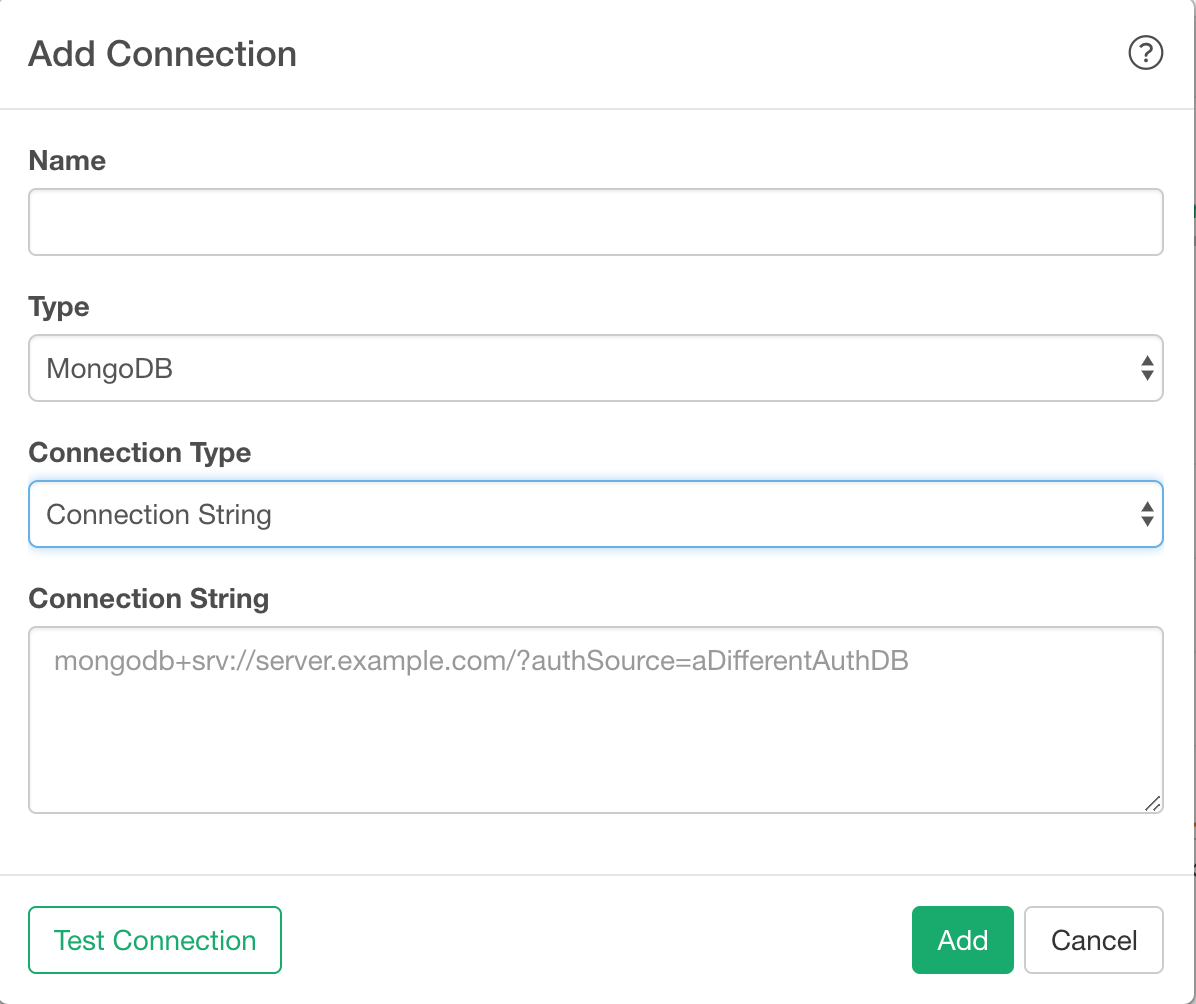 Add Connection
?
Name
Type
MongoDB
Connection Type
Connection String
Connection String
mongodb+srv://server.example.com/?authSource=aDifferentAuthDB
Test Connection
Add
Cancel